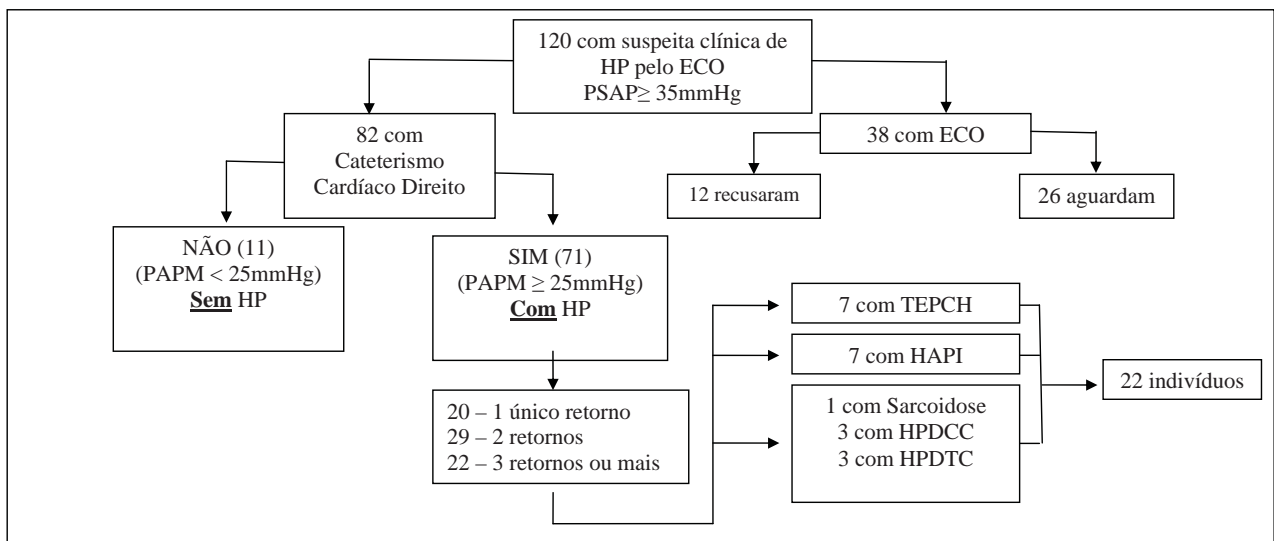 120 com suspeita clínica de
HP pelo ECO
PSAP≥ 35mmHg
82 com
Cateterismo
Cardíaco Direito
38 com ECO
12 recusaram
26 aguardam
NÃO (11)
(PAPM < 25mmHg)
Sem HP
SIM (71)
(PAPM ≥ 25mmHg)
Com HP
20 – 1 único retorno
29 – 2 retornos
22 – 3 retornos ou mais
7 com TEPCH
7 com HAPI
1 com Sarcoidose
3 com HPDCC
3 com HPDTC
22 indivíduos